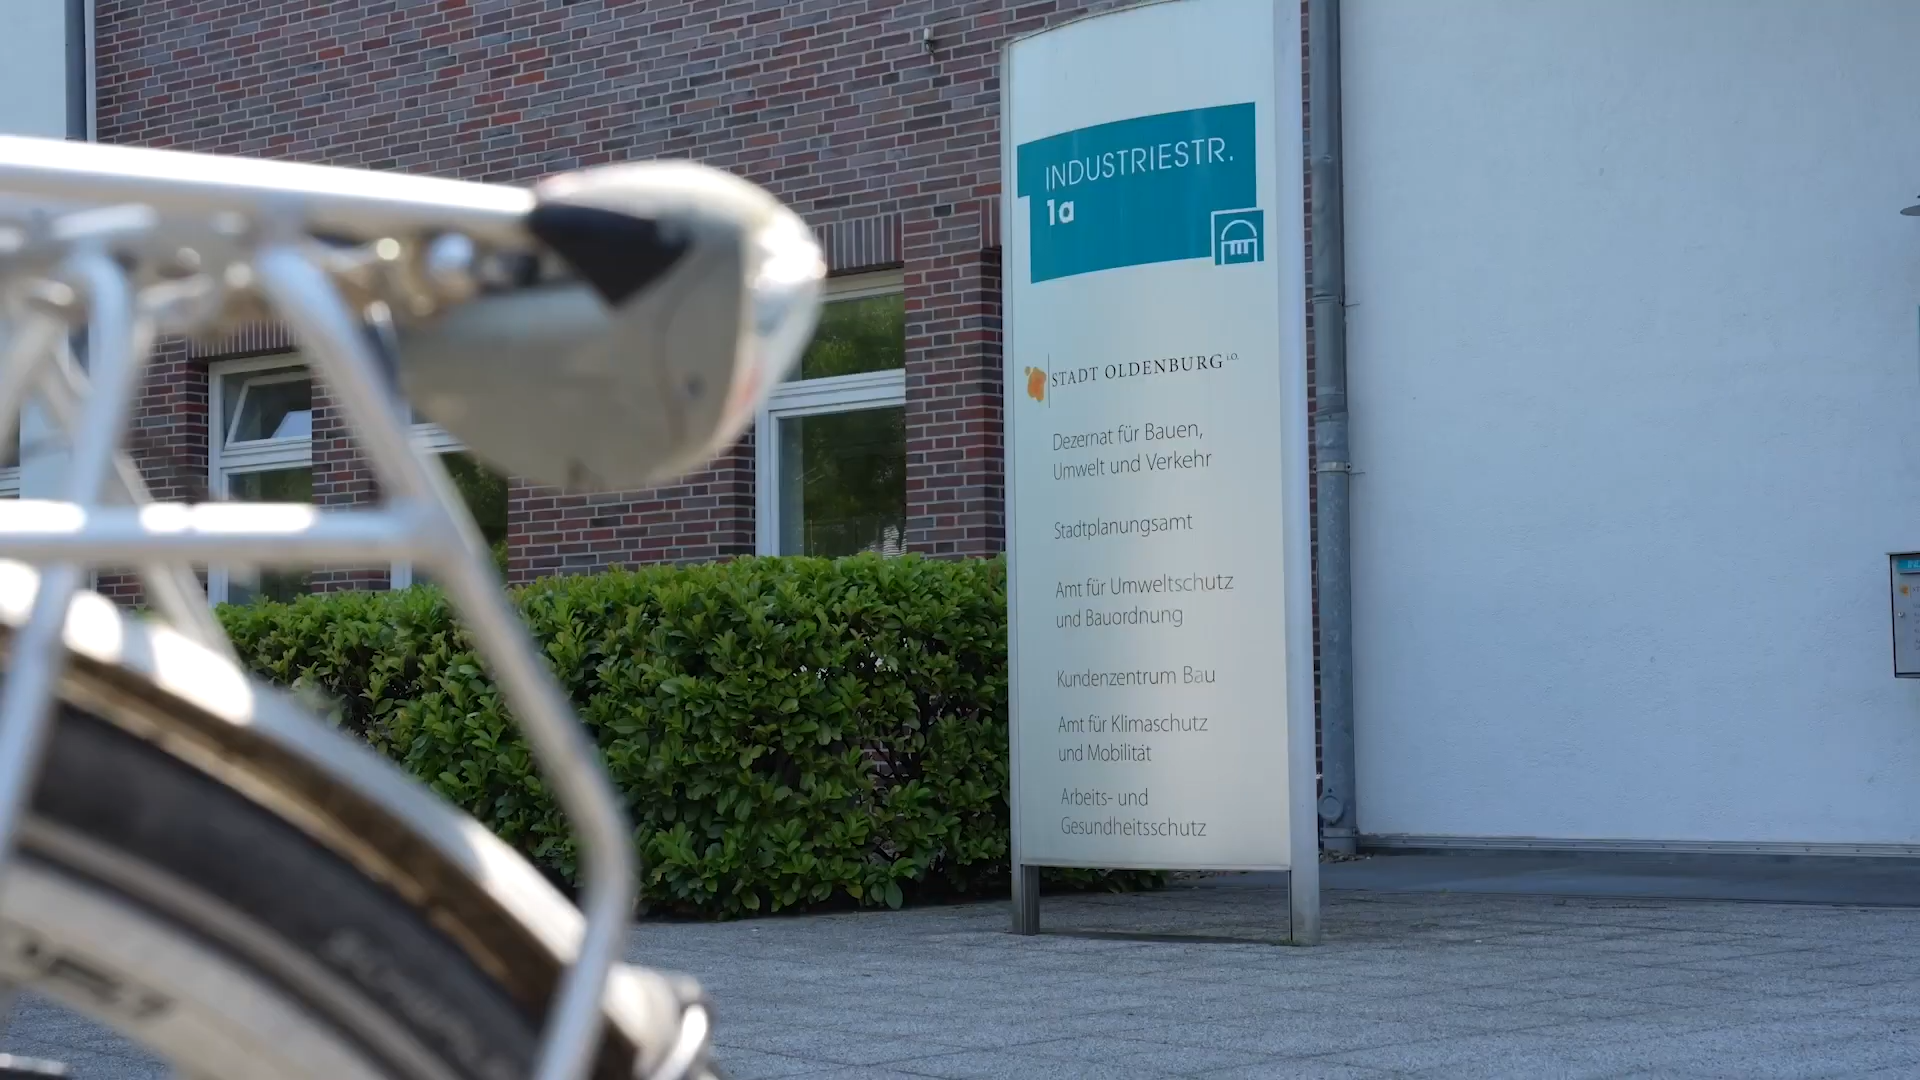 INDUSTRIESTR.
1a
STADT OLDENBURG i.O.
Dezernat für Bauen,
Umwelt und Verkehr
Stadtplanungsamt
Amt für Umweltschutz
und Bauordnung
Kundenzentrum Bau
Amt für Klimaschutz
und Mobilität
Arbeits- und
Gesundheitsschutz